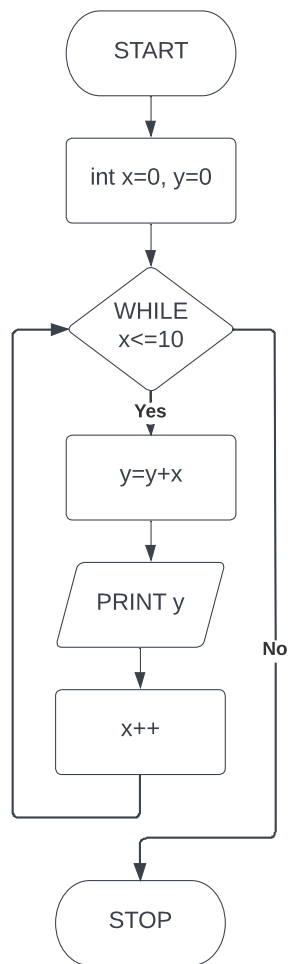 START
int x=0, y=0
WHILE
x<=10
Yes
y=y+x
PRINT y
No
x++
STOP